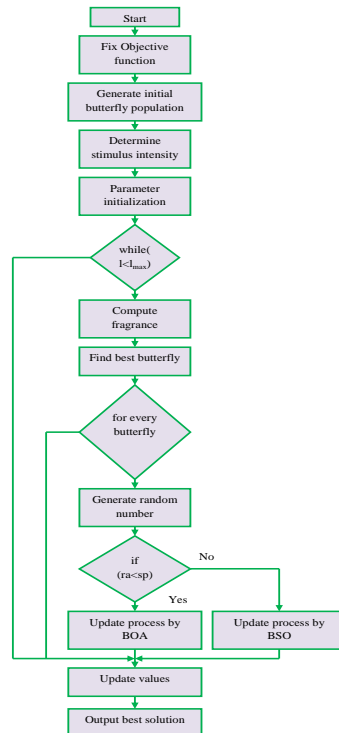 Start
Fix Objective
function
Generate initial
butterfly population
Determine
stimulus intensity
Parameter
initialization
while(
l<lmax)
Compute
fragrance
Find best butterfly
for every
butterfly
Generate random
number
if
(ra<sp)
No
Yes
Update process by
BOA
Update process by
BSO
Update values
Output best solution